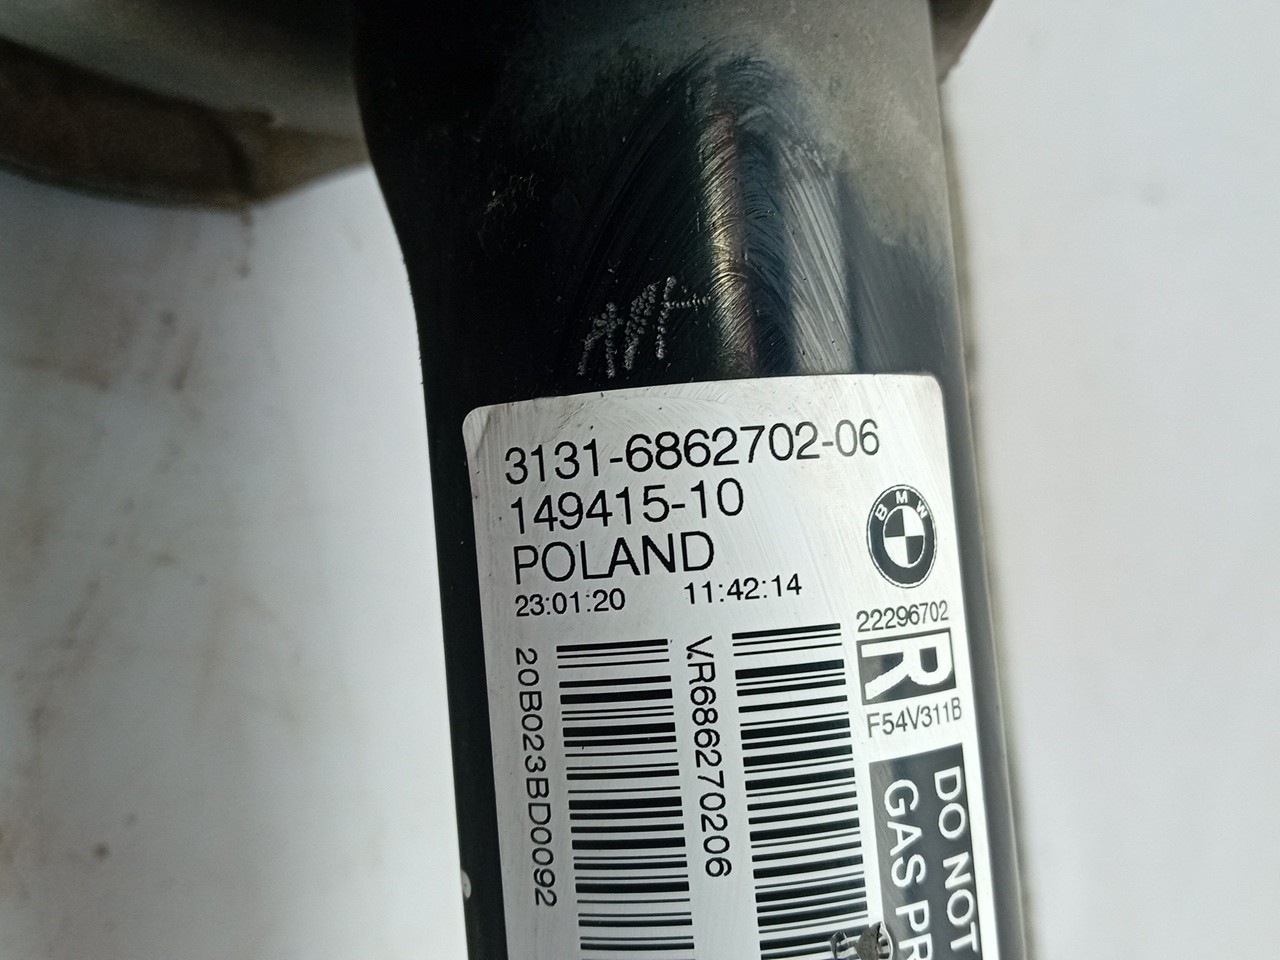 3131-6862702-06
149415-10
POLAND
23:01:20 11:42:14
BMW
22296702
R
F54V311B
20B023BD0092
V.R686270206
DO NOT
GAS PR